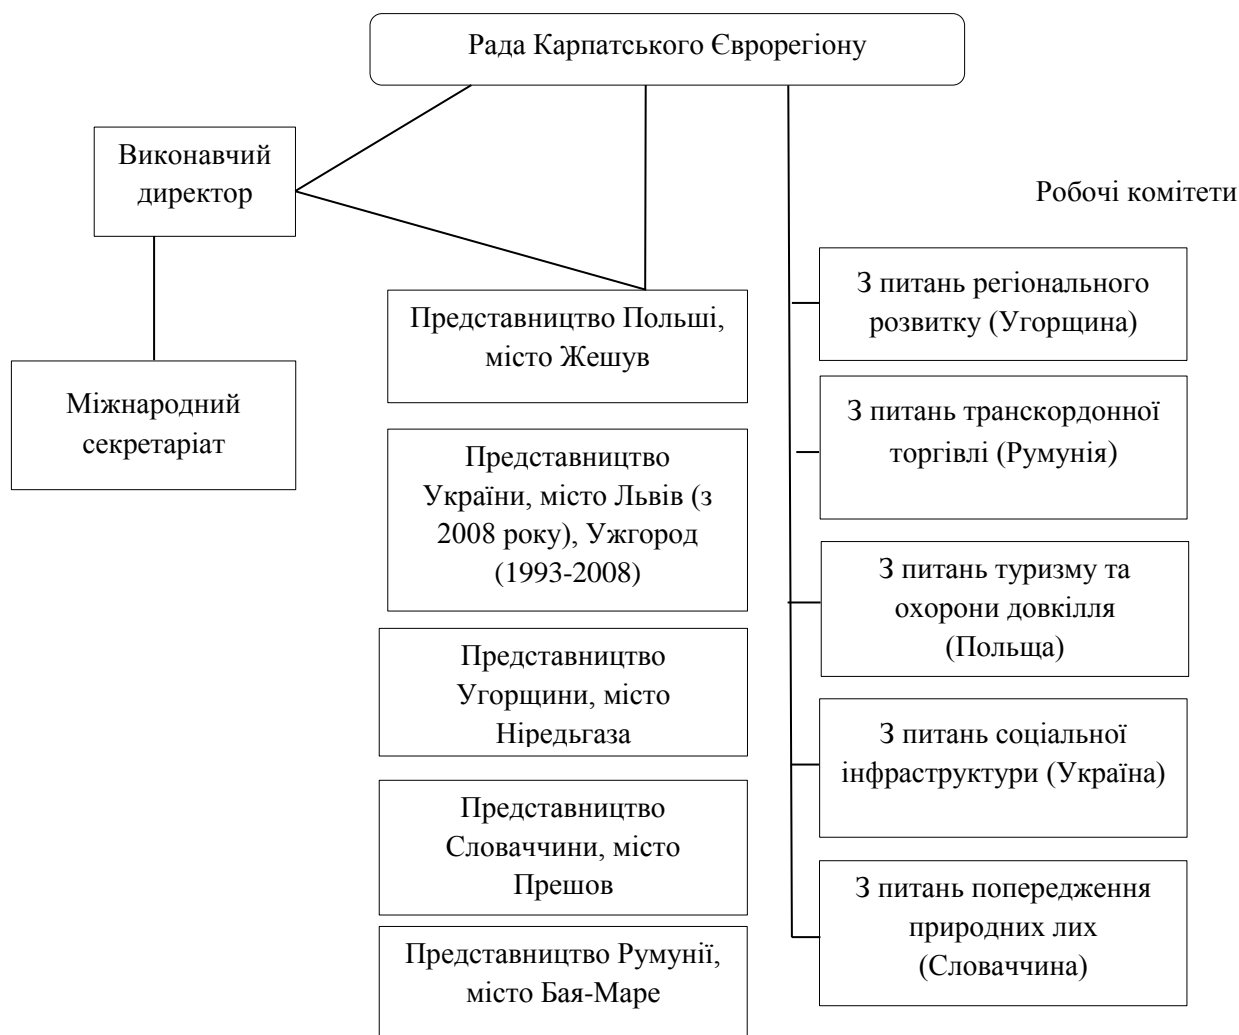 Рада Карпатського Єврорегіону
Виконавчий
директор
Міжнародний
секретаріат
Представництво Польші,
місто Жешув
Представництво
України, місто Львів (з
2008 року), Ужгород
(1993-2008)
Представництво
Угорщини, місто
Ніредьгаза
Представництво
Словаччини, місто
Прешов
Представництво Румунії,
місто Бая-Маре
Робочі комітети
З питань регіонального
розвитку (Угорщина)
З питань транскордонної
торгівлі (Румунія)
З питань туризму та
охорони довкілля
(Польща)
З питань соціальної
інфраструктури (Україна)
З питань попередження
природних лих
(Словаччина)